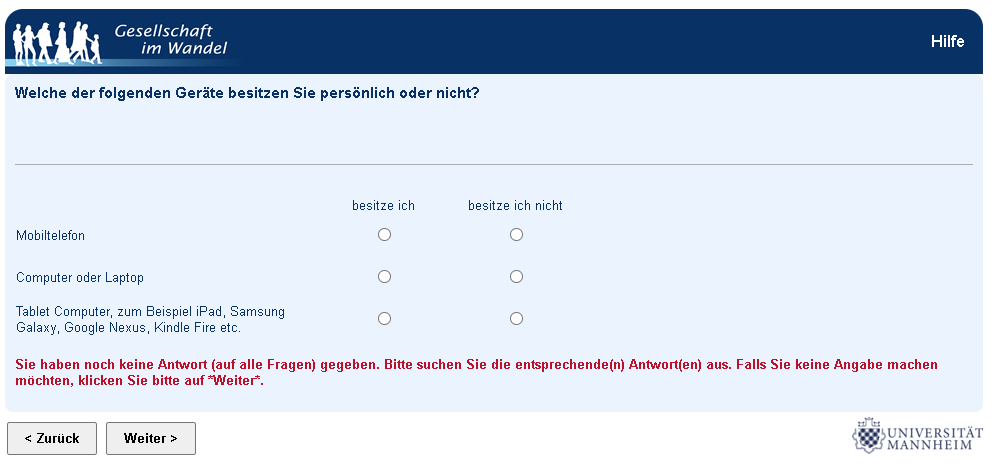 Gesellschaft
im Wandel
Hilfe
Welche der folgenden Geräte besitzen Sie persönlich oder nicht?
besitze ich besitze ich nicht
Mobiltelefon
Computer oder Laptop
Tablet Computer, zum Beispiel iPad, Samsung
Galaxy, Google Nexus, Kindle Fire etc.
Sie haben noch keine Antwort (auf alle Fragen) gegeben. Bitte suchen Sie die entsprechende(n) Antwort(en) aus. Falls Sie keine Angabe machen
möchten, klicken Sie bitte auf *Weiter*.
< Zurück Weiter >
UNIVERSITÄT
MANNHEIM